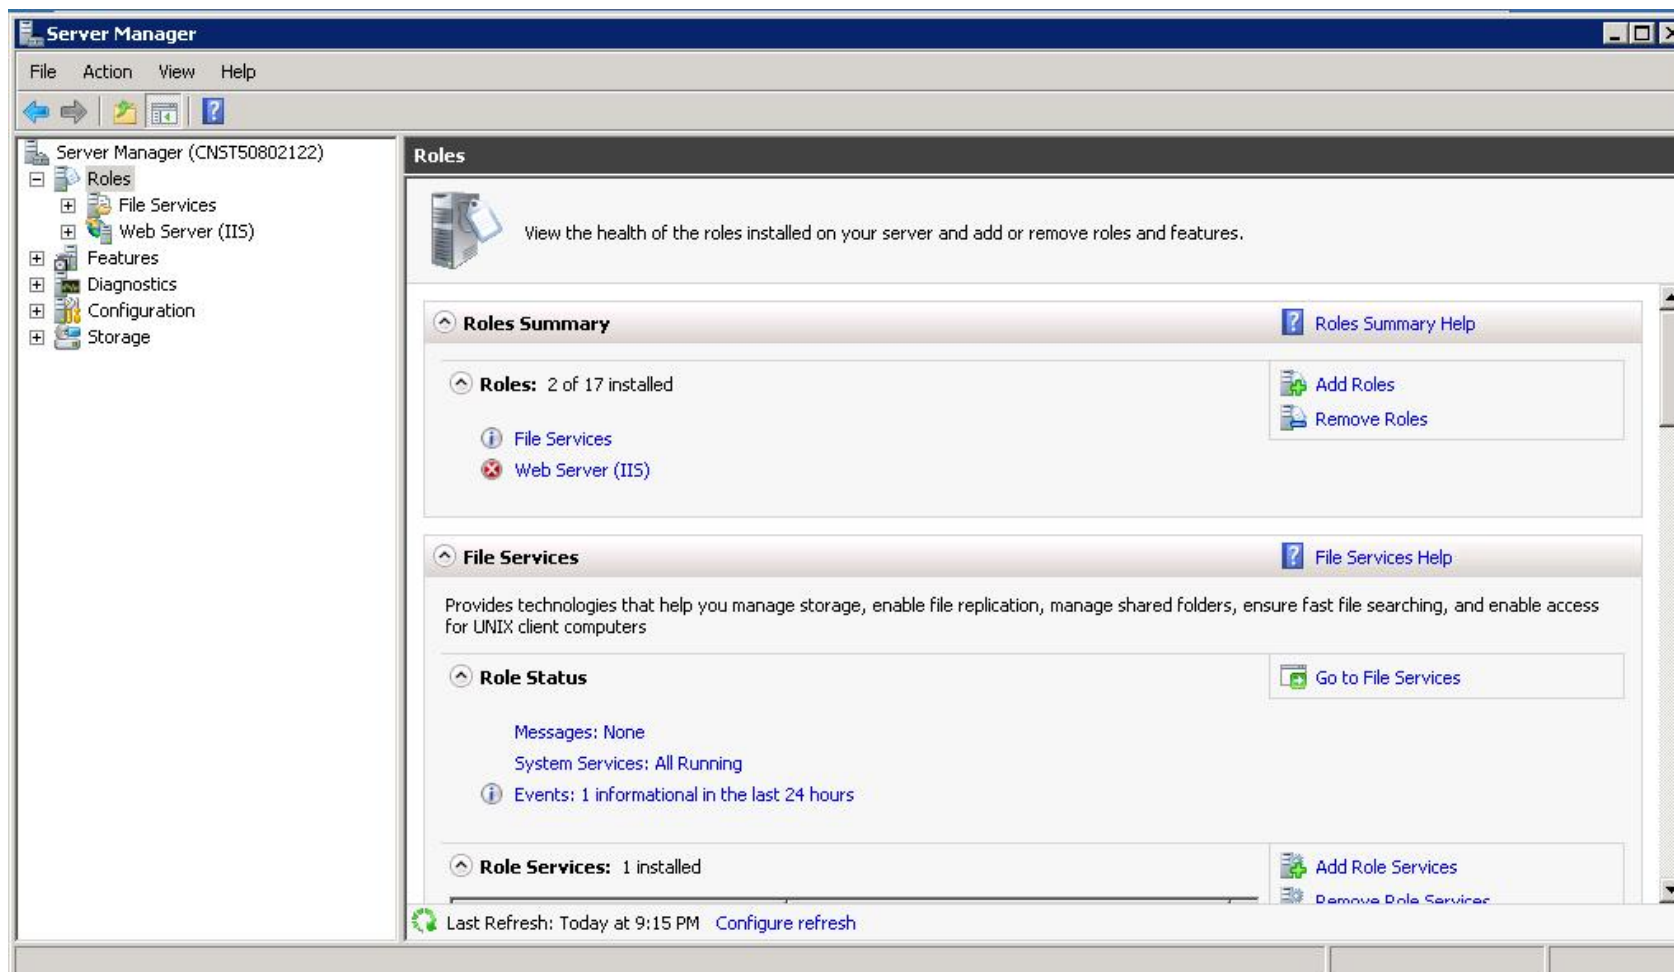 Server Manager
File Action View Help
Server Manager (CNST50802122)
Roles
File Services
Web Server (IIS)
Features
Diagnostics
Configuration
Storage
Roles
View the health of the roles installed on your server and add or remove roles and features.
Roles Summary
Roles Summary Help
Roles: 2 of 17 installed
Add Roles
Remove Roles
File Services
Web Server (IIS)
File Services
File Services Help
Provides technologies that help you manage storage, enable file replication, manage shared folders, ensure fast file searching, and enable access
for UNIX client computers
Role Status
Go to File Services
Messages: None
System Services: All Running
Events: 1 informational in the last 24 hours
Role Services: 1 installed
Add Role Services
Remove Role Services
Last Refresh: Today at 9:15 PM Configure refresh